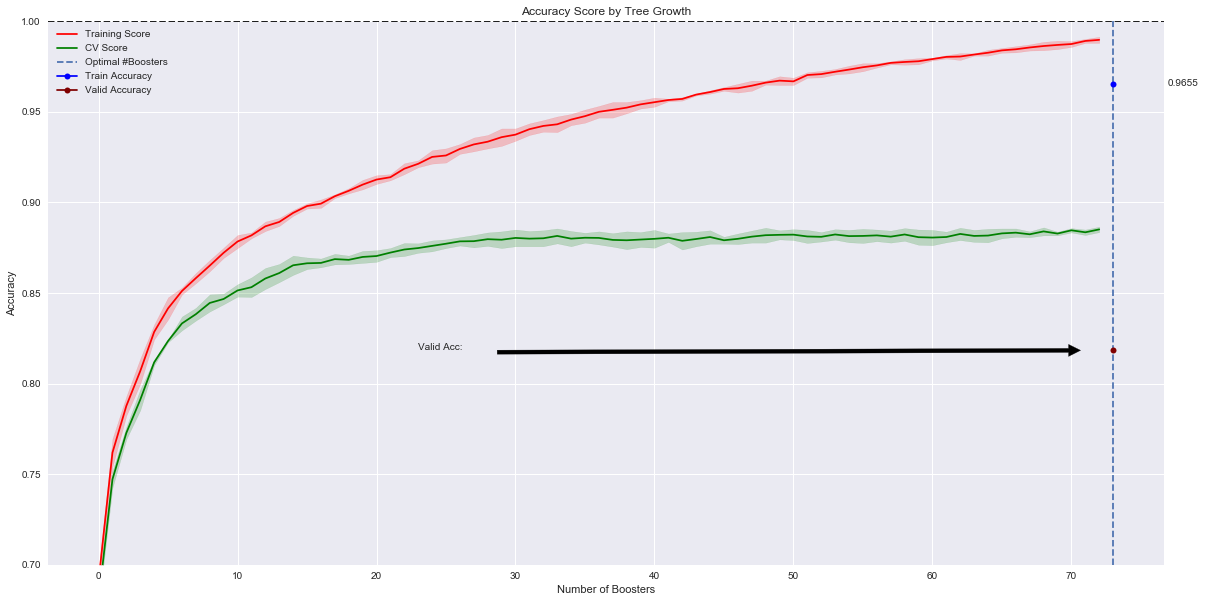 Accuracy Score by Tree Growth
1.00
Training Score
CV Score
Optimal #Boosters
Train Accuracy
Valid Accuracy
0.9655
0.95
0.90
0.85
Accuracy
Valid Acc:
0.80
0.75
0.70
0 10 20 30 40 50 60 70
Number of Boosters